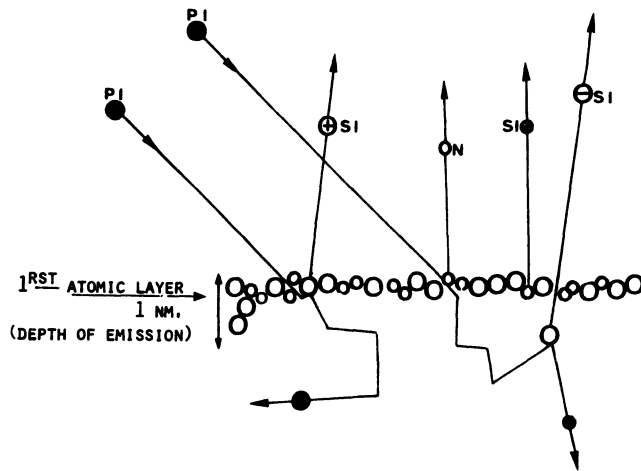 PI
PI
SI
N
SI
SI
1RST ATOMIC LAYER
1 NM.
(DEPTH OF EMISSION)